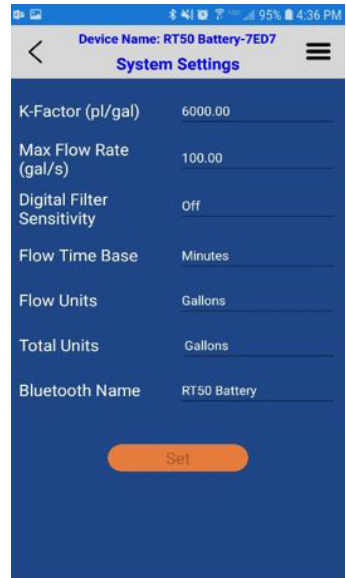 95% 4:36 PM
Device Name: RT50 Battery-7ED7
System Settings
K-Factor (pl/gal) 6000.00
Max Flow Rate
(gal/s) 100.00
Digital Filter
Sensitivity Off
Flow Time Base Minutes
Flow Units Gallons
Total Units Gallons
Bluetooth Name RT50 Battery
Set